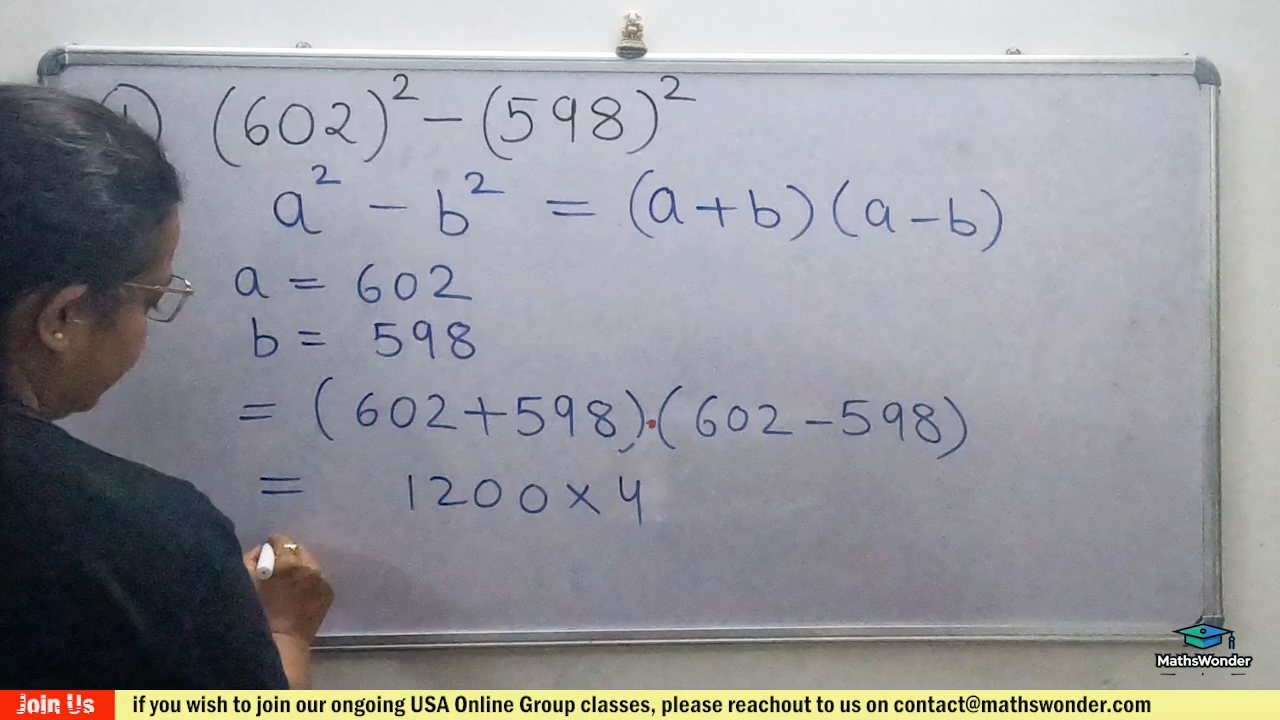 1) (602)² − (598)²
a² − b² = (a+b)(a−b)
a = 602
b = 598
= (602+598)·(602−598)
= 1200×4
MathsWonder
Join Us if you wish to join our ongoing USA Online Group classes, please reachout to us on contact@mathswonder.com